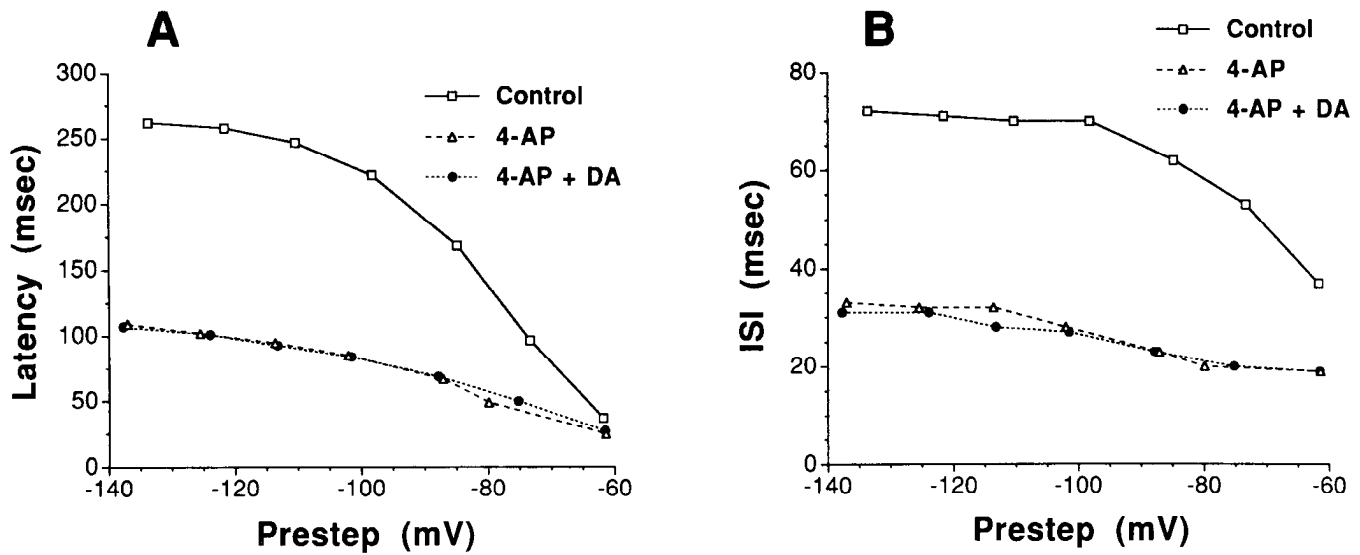 A
Control
4-AP
4-AP + DA
Latency (msec)
300
250
200
150
100
50
0
-140
-120
-100
-80
-60
Prestep (mV)
B
Control
4-AP
4-AP + DA
ISI (msec)
80
60
40
20
0
-140
-120
-100
-80
-60
Prestep (mV)